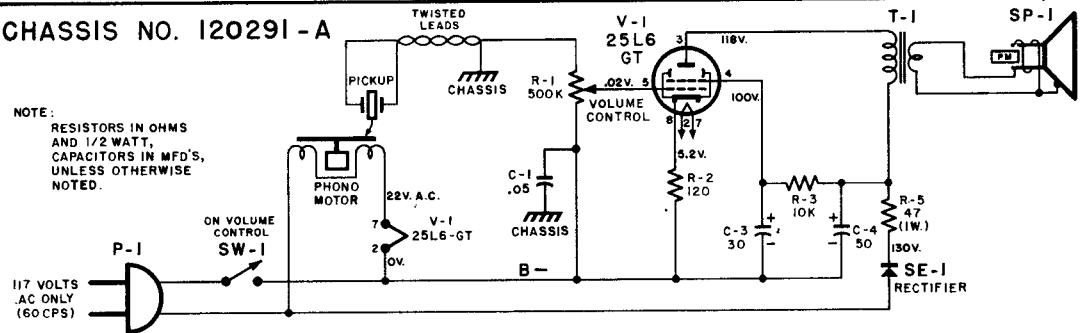 CHASSIS NO. 120291-A
TWISTED
LEADS
PICKUP
CHASSIS
NOTE:
RESISTORS IN OHMS
AND 1/2 WATT,
CAPACITORS IN MFD'S,
UNLESS OTHERWISE
NOTED.
PHONO
MOTOR
22V. A.C.
7
V-1
25L6-GT
2
0V.
ON VOLUME
CONTROL
SW-1
P-1
117 VOLTS
AC ONLY
(60 CPS)
R-1
500K
.02V.
VOLUME
CONTROL
C-1
.05
CHASSIS
B-
V-1
25L6
GT
3
118V.
5
4
100V.
8
2
7
5.2V.
R-2
120
R-3
10K
C-3
30
+
-
C-4
50
+
-
R-5
47
(1W.)
130V.
SE-1
RECTIFIER
T-1
SP-1
PM